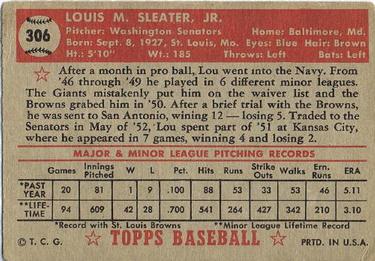 306
LOUIS M. SLEATER, JR.
Pitcher: Washington Senators Home: Baltimore, Md.
Born: Sept. 8, 1927, St. Louis, Mo. Eyes: Blue Hair: Brown
Ht.: 5'10" Wt.: 185 Throws: Left Bats: Left
After a month in pro ball, Lou went into the Navy. From
'46 through '49 he played in 6 different minor leagues.
The Giants mistakenly put him on the waiver list and
the Browns grabbed him in '50. After a brief trial with the Browns,
he was sent to San Antonio, wining 12 — losing 5. Traded to the
Senators in May of '52, Lou spent part of '51 at Kansas City,
where he appeared in 7 games, winning 4 and losing 2.
MAJOR & MINOR LEAGUE PITCHING RECORDS
Games Innings Pitched W L Pct. Hits Runs Strike Outs Walks Ern. Runs ERA
*PAST YEAR 20 81 1 9 .100 88 53 33 53 46 5.11
**LIFE-TIME 94 609 42 28 .700 541 264 387 310 210 3.10
*Record with St. Louis Browns **Minor League Lifetime Record
© T. C. G. TOPPS BASEBALL PRTD. IN U.S.A.